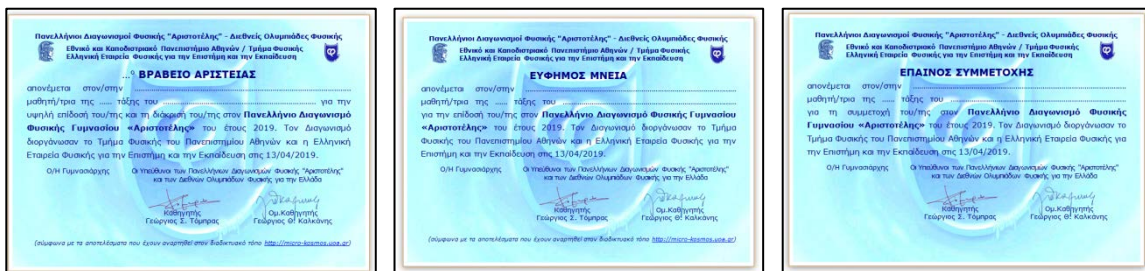 Πανελλήνιοι Διαγωνισμοί Φυσικής "Αριστοτέλης" - Διεθνείς Ολυμπιάδες Φυσικής
Εθνικό και Καποδιστριακό Πανεπιστήμιο Αθηνών / Τμήμα Φυσικής
Ελληνική Εταιρεία Φυσικής για την Επιστήμη και την Εκπαίδευση
...º ΒΡΑΒΕΙΟ ΑΡΙΣΤΕΙΑΣ
απονέμεται στον/στην
μαθητή/τρια της ..... τάξης του ..... για την
υψηλή επίδοσή του/της και τη διάκρισή του/της στον Πανελλήνιο Διαγωνισμό
Φυσικής Γυμνασίου «Αριστοτέλης» του έτους 2019. Τον Διαγωνισμό
διοργάνωσαν το Τμήμα Φυσικής του Πανεπιστημίου Αθηνών και η Ελληνική
Εταιρεία Φυσικής για την Επιστήμη και την Εκπαίδευση στις 13/04/2019.
Ο/Η Γυμνασιάρχης Οι Υπεύθυνοι των Πανελληνίων Διαγωνισμών Φυσικής "Αριστοτέλης"
και των Διεθνών Ολυμπιάδων Φυσικής για την Ελλάδα
Καθηγητής Ομ.Καθηγητής
Γεώργιος Σ. Τόμπρας Γεώργιος Θ. Καλκάνης
(σύμφωνα με τα αποτελέσματα που έχουν αναρτηθεί στον διαδικτυακό τόπο http://micro-kosmos.uoa.gr)
Πανελλήνιοι Διαγωνισμοί Φυσικής "Αριστοτέλης" - Διεθνείς Ολυμπιάδες Φυσικής
Εθνικό και Καποδιστριακό Πανεπιστήμιο Αθηνών / Τμήμα Φυσικής
Ελληνική Εταιρεία Φυσικής για την Επιστήμη και την Εκπαίδευση
ΕΥΦΗΜΟΣ ΜΝΕΙΑ
απονέμεται στον/στην
μαθητή/τρια της ..... τάξης του
για την επίδοσή του/της στον Πανελλήνιο Διαγωνισμό Φυσικής Γυμνασίου
«Αριστοτέλης» του έτους 2019. Τον Διαγωνισμό διοργάνωσαν το Τμήμα
Φυσικής του Πανεπιστημίου Αθηνών και η Ελληνική Εταιρεία Φυσικής για την
Επιστήμη και την Εκπαίδευση στις 13/04/2019.
Ο/Η Γυμνασιάρχης Οι Υπεύθυνοι των Πανελληνίων Διαγωνισμών Φυσικής "Αριστοτέλης"
και των Διεθνών Ολυμπιάδων Φυσικής για την Ελλάδα
Καθηγητής Ομ.Καθηγητής
Γεώργιος Σ. Τόμπρας Γεώργιος Θ. Καλκάνης
(σύμφωνα με τα αποτελέσματα που έχουν αναρτηθεί στον διαδικτυακό τόπο http://micro-kosmos.uoa.gr)
Πανελλήνιοι Διαγωνισμοί Φυσικής "Αριστοτέλης" - Διεθνείς Ολυμπιάδες Φυσικής
Εθνικό και Καποδιστριακό Πανεπιστήμιο Αθηνών / Τμήμα Φυσικής
Ελληνική Εταιρεία Φυσικής για την Επιστήμη και την Εκπαίδευση
ΕΠΑΙΝΟΣ ΣΥΜΜΕΤΟΧΗΣ
απονέμεται στον/στην
μαθητή/τρια της ..... τάξης του
για τη συμμετοχή του/της στον Πανελλήνιο Διαγωνισμό Φυσικής
Γυμνασίου «Αριστοτέλης» του έτους 2019. Τον Διαγωνισμό διοργάνωσαν το
Τμήμα Φυσικής του Πανεπιστημίου Αθηνών και η Ελληνική Εταιρεία Φυσικής για
την Επιστήμη και την Εκπαίδευση στις 13/04/2019.
Ο/Η Γυμνασιάρχης Οι Υπεύθυνοι των Πανελληνίων Διαγωνισμών Φυσικής "Αριστοτέλης"
και των Διεθνών Ολυμπιάδων Φυσικής για την Ελλάδα
Καθηγητής Ομ.Καθηγητής
Γεώργιος Σ. Τόμπρας Γεώργιος Θ. Καλκάνης